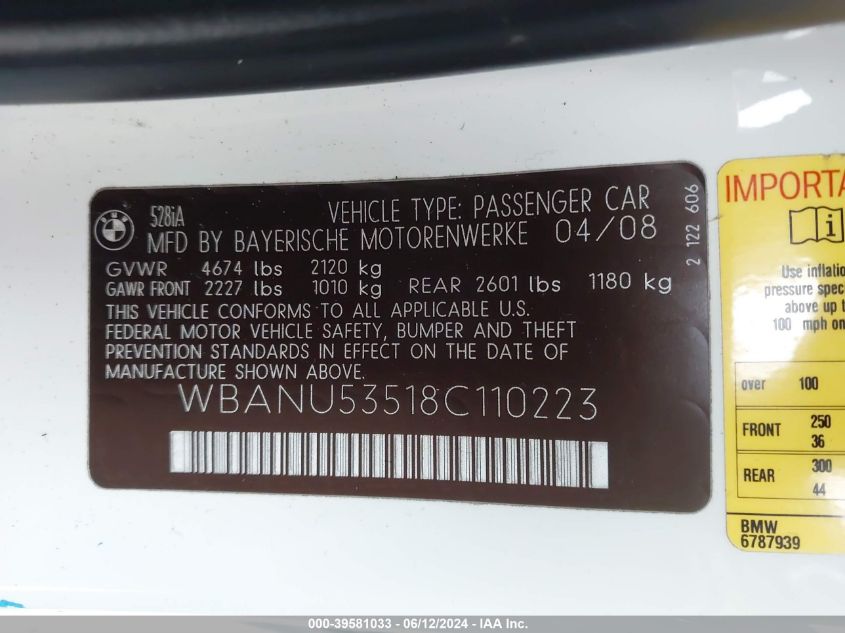 BMW
528iA VEHICLE TYPE: PASSENGER CAR
MFD BY BAYERISCHE MOTORENWERKE 04/08
GVWR 4674 lbs 2120 kg
GAWR FRONT 2227 lbs 1010 kg REAR 2601 lbs 1180 kg
THIS VEHICLE CONFORMS TO ALL APPLICABLE U.S.
FEDERAL MOTOR VEHICLE SAFETY, BUMPER AND THEFT
PREVENTION STANDARDS IN EFFECT ON THE DATE OF
MANUFACTURE SHOWN ABOVE.
WBANU53518C110223
2 122 606
IMPORTA
i
Use inflatio
pressure spec
above up t
100 mph on
over 100
FRONT 250
36
REAR 300
44
BMW
6787939
000-39581033 - 06/12/2024 - IAA Inc.